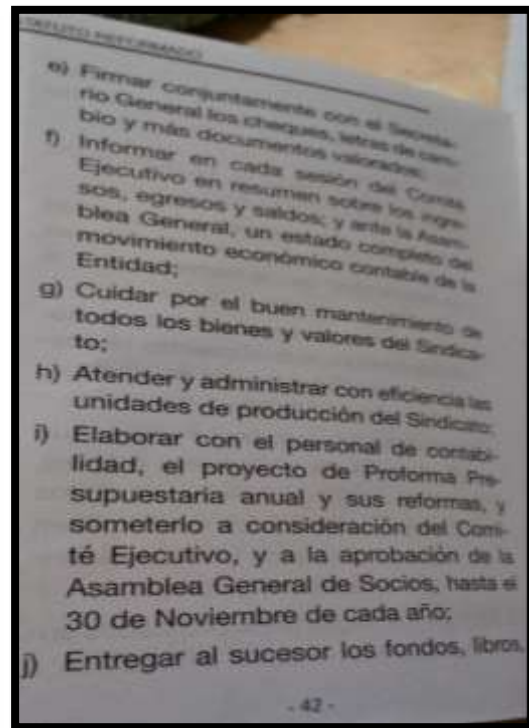 ESTATUTO REFORMADO
e) Firmar conjuntamente con el Secreta-
rio General los cheques, letras de cam-
bio y más documentos valorados;
f) Informar en cada sesión del Comité
Ejecutivo en resumen sobre los ingre-
sos, egresos y saldos; y ante la Asam-
blea General, un estado completo del
movimiento económico contable de la
Entidad;
g) Cuidar por el buen mantenimiento de
todos los bienes y valores del Sindica-
to;
h) Atender y administrar con eficiencia las
unidades de producción del Sindicato;
i) Elaborar con el personal de contabi-
lidad, el proyecto de Proforma Pre-
supuestaria anual y sus reformas, y
someterlo a consideración del Comi-
té Ejecutivo, y a la aprobación de la
Asamblea General de Socios, hasta el
30 de Noviembre de cada año;
j) Entregar al sucesor los fondos, libros,
- 42 -